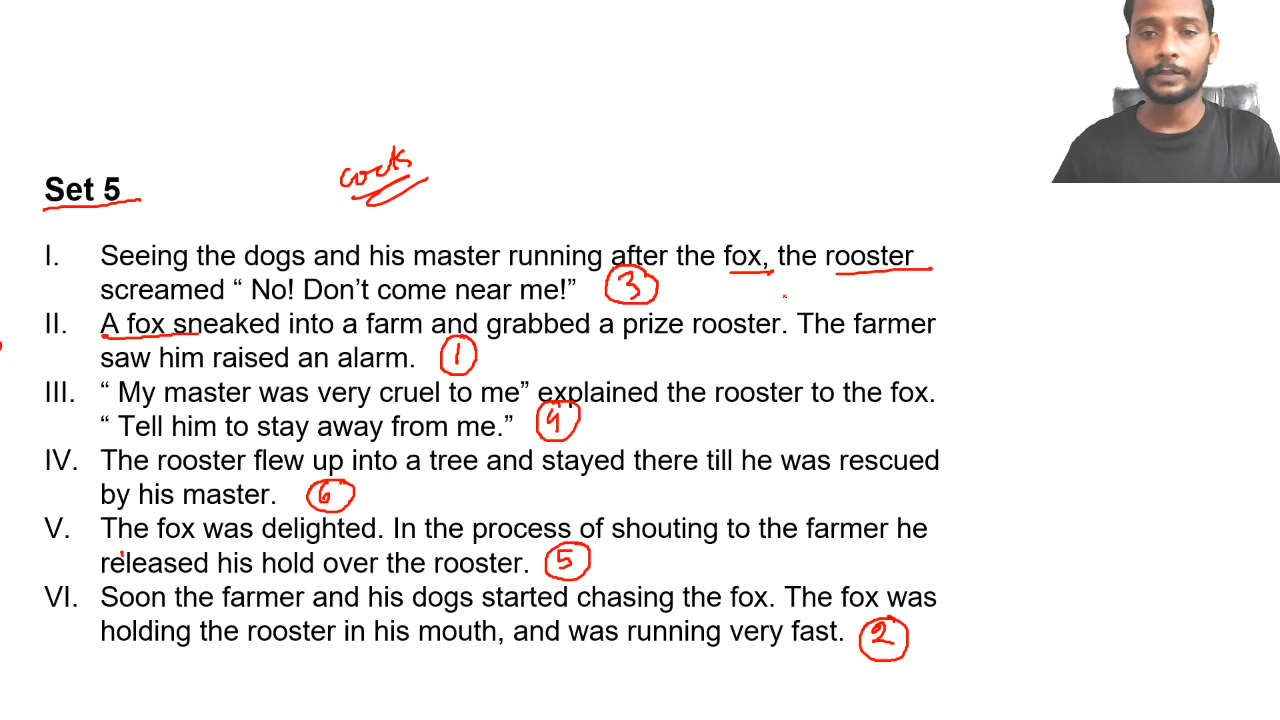 cock
Set 5
I. Seeing the dogs and his master running after the fox, the rooster
screamed “ No! Don’t come near me!” 3
II. A fox sneaked into a farm and grabbed a prize rooster. The farmer
saw him raised an alarm. 1
III. “ My master was very cruel to me” explained the rooster to the fox.
“ Tell him to stay away from me.” 4
IV. The rooster flew up into a tree and stayed there till he was rescued
by his master. 6
V. The fox was delighted. In the process of shouting to the farmer he
released his hold over the rooster. 5
VI. Soon the farmer and his dogs started chasing the fox. The fox was
holding the rooster in his mouth, and was running very fast. 2